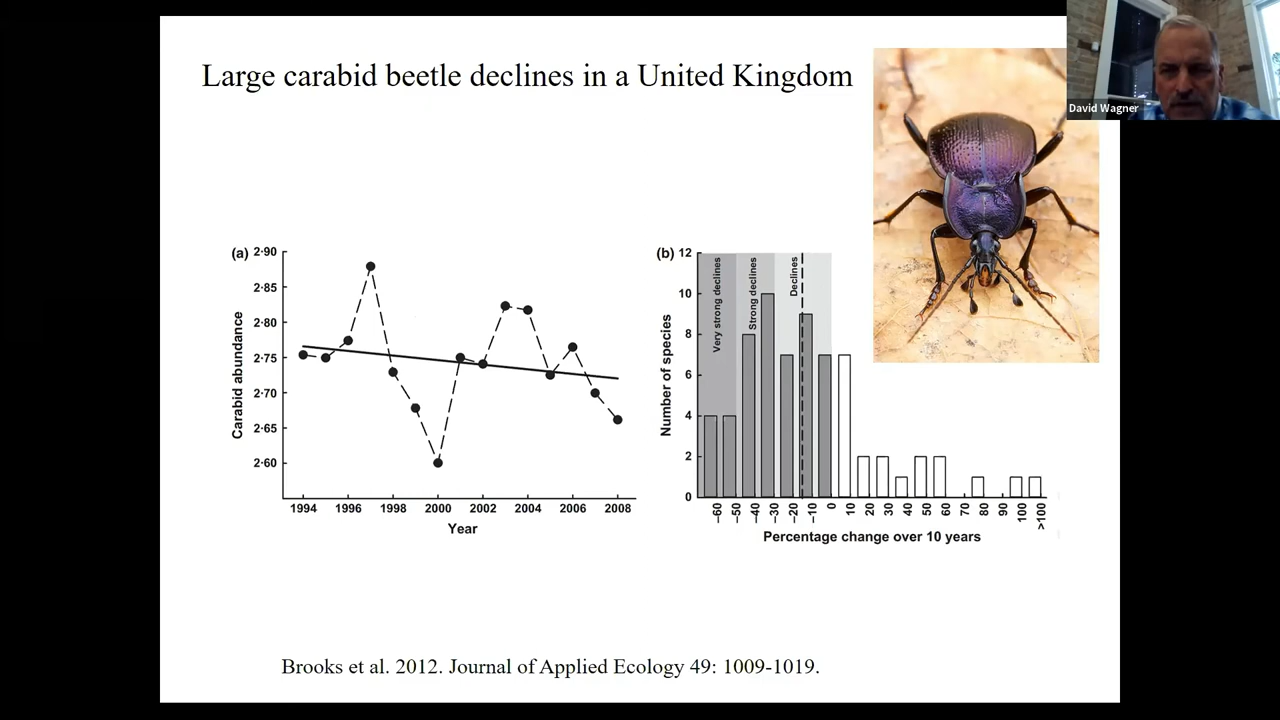 Large carabid beetle declines in a United Kingdom
David Wagner
(a)
2·90
2·85
2·80
2·75
2·70
2·65
2·60
Carabid abundance
1994 1996 1998 2000 2002 2004 2006 2008
Year
(b)
12
10
8
6
4
2
0
Number of species
Very strong declines
Strong declines
Declines
–60 –50 –40 –30 –20 –10 0 10 20 30 40 50 60 70 80 90 100 >100
Percentage change over 10 years
Brooks et al. 2012. Journal of Applied Ecology 49: 1009-1019.